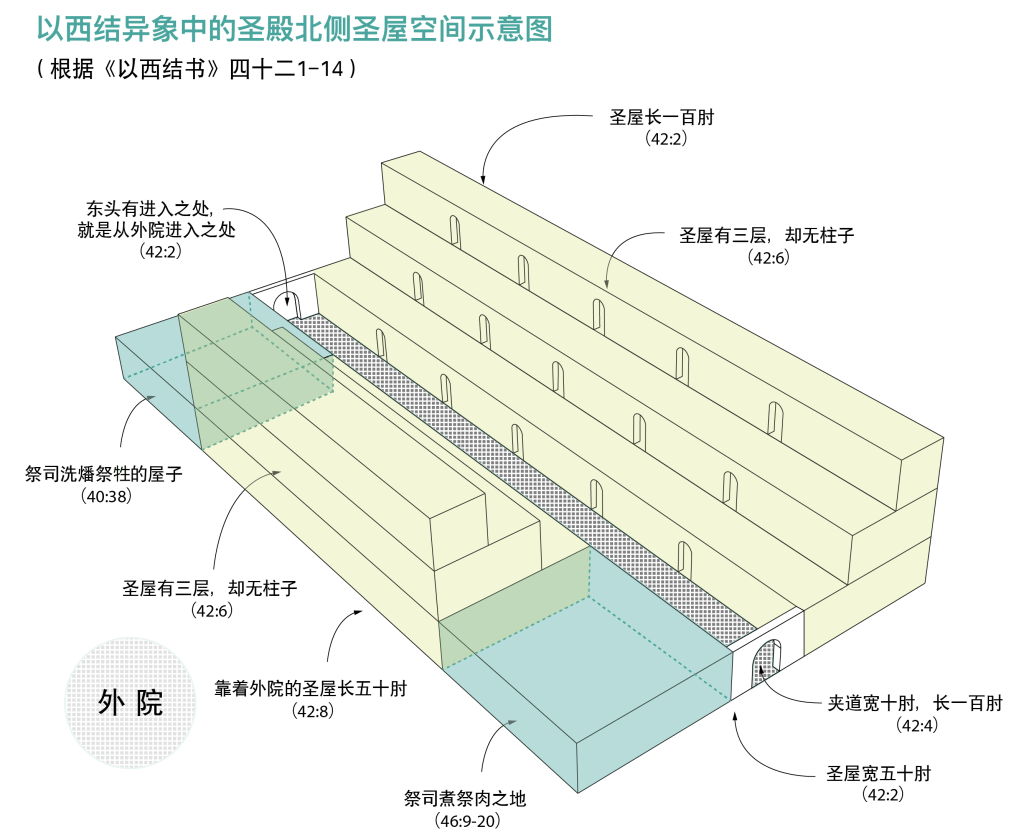 以西结异象中的圣殿北侧圣屋空间示意图
(根据《以西结书》四十二1-14)
圣屋长一百肘
(42:2)
东头有进入之处,
就是从外院进入之处
(42:2)
圣屋有三层, 却无柱子
(42:6)
祭司洗燔祭牲的屋子
(40:38)
圣屋有三层, 却无柱子
(42:6)
外院
靠着外院的圣屋长五十肘
(42:8)
夹道宽十肘, 长一百肘
(42:4)
圣屋宽五十肘
(42:2)
祭司煮祭肉之地
(46:9-20)